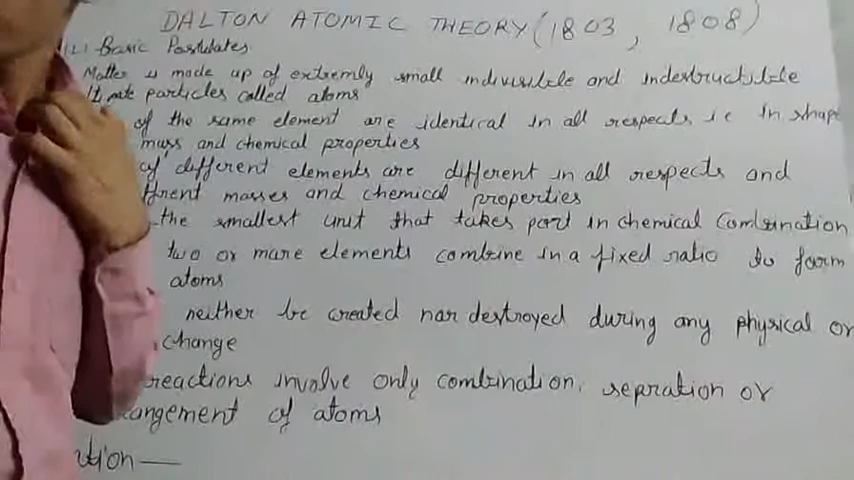 DALTON ATOMIC THEORY (1803, 1808)
Basic Postulates
Matter is made up of extremly small indivisible and indestructible
particles called atoms
of the same element are identical in all respects i.e in shape
mass and chemical properties
of different elements are different in all respects and
masses and chemical properties
the smallest unit that takes part in chemical combination
two or more elements combine in a fixed ratio to form
atoms
neither be created nor destroyed during any physical or
change
reactions involve only combination, sepration or
angement of atoms
ution —